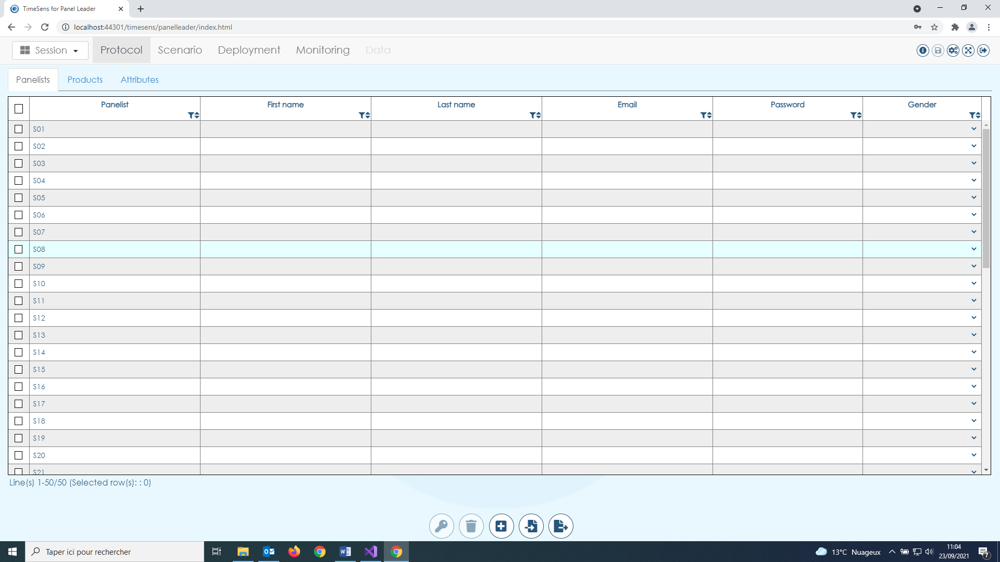 TimeSens for Panel Leader
localhost:44301/timesens/panelleader/index.html
Session Protocol Scenario Deployment Monitoring Data
Panelists Products Attributes
Panelist First name Last name Email Password Gender
S01
S02
S03
S04
S05
S06
S07
S08
S09
S10
S11
S12
S13
S14
S15
S16
S17
S18
S19
S20
S21
Line(s) 1-50/50 (Selected row(s): : 0)
Taper ici pour rechercher
13°C Nuageux
11:04
23/09/2021
7